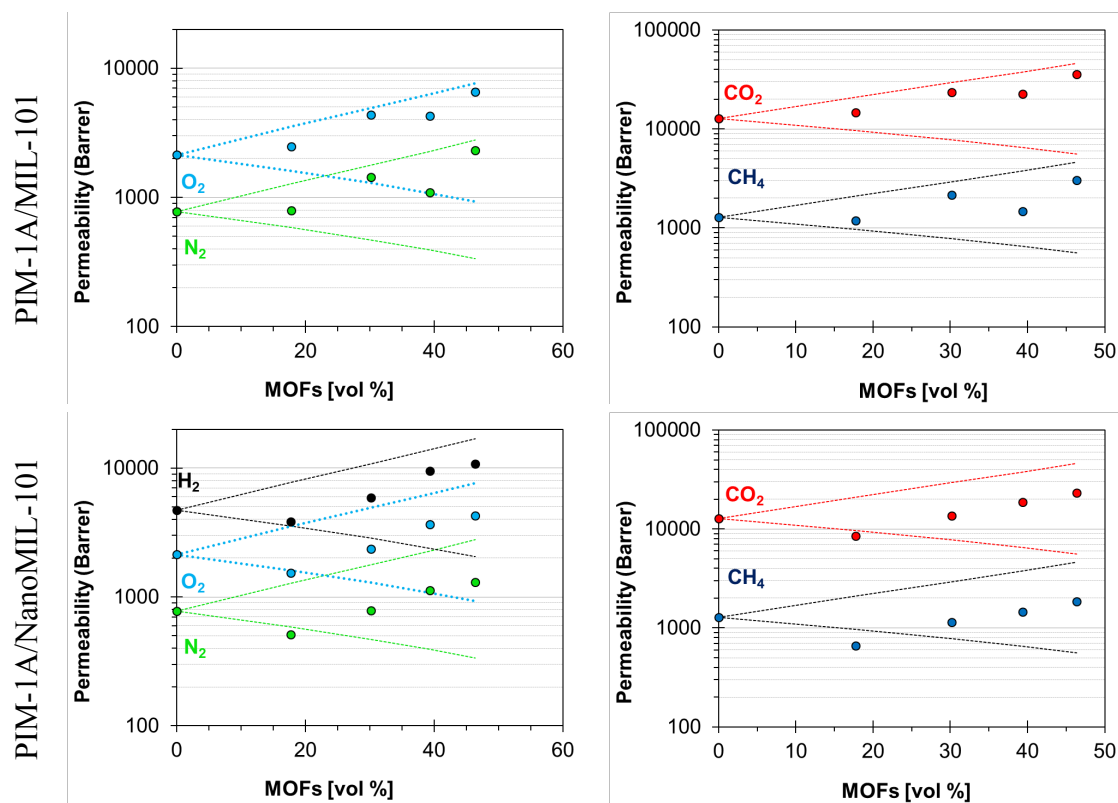 PIM-1A/MIL-101
10000
1000
100
Permeability (Barrer)
O₂
N₂
0 20 40 60
MOFs [vol %]
100000
10000
1000
100
Permeability (Barrer)
CO₂
CH₄
0 10 20 30 40 50
MOFs [vol %]
PIM-1A/NanoMIL-101
10000
1000
100
Permeability (Barrer)
H₂
O₂
N₂
0 20 40 60
MOFs [vol %]
100000
10000
1000
100
Permeability (Barrer)
CO₂
CH₄
0 10 20 30 40 50
MOFs [vol %]